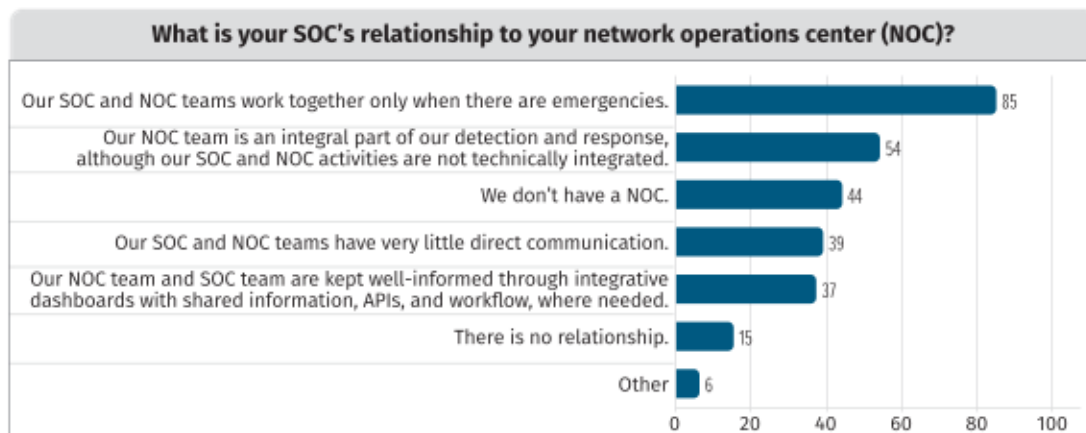 What is your SOC's relationship to your network operations center (NOC)?
Our SOC and NOC teams work together only when there are emergencies.
85
Our NOC team is an integral part of our detection and response,
although our SOC and NOC activities are not technically integrated.
54
We don't have a NOC.
44
Our SOC and NOC teams have very little direct communication.
39
Our NOC team and SOC team are kept well-informed through integrative
dashboards with shared information, APIs, and workflow, where needed.
37
There is no relationship.
15
Other
6
0 20 40 60 80 100